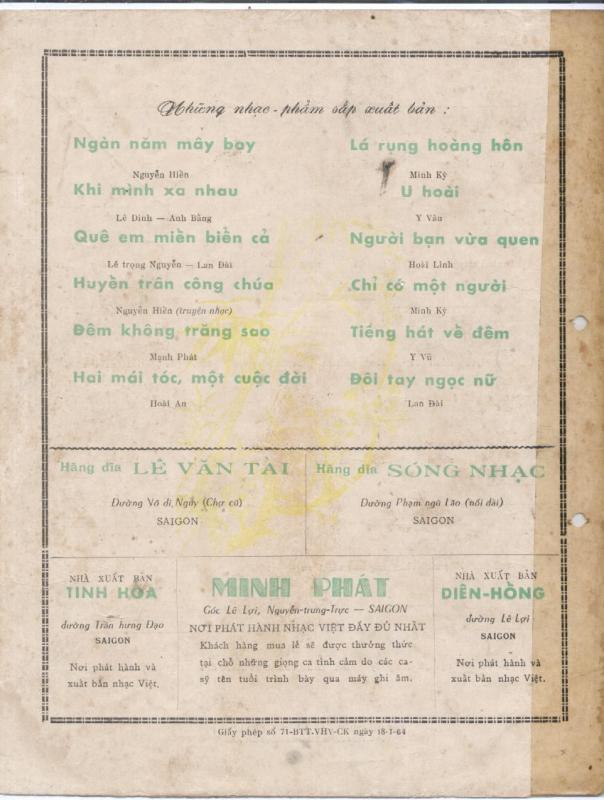 Những nhạc-phẩm sắp xuất bản :
Ngàn năm mây bay
Nguyễn Hiền
Khi mình xa nhau
Lê Dinh — Anh Bằng
Quê em miền biển cả
Lê trọng Nguyễn — Lan Đài
Huyền trân công chúa
Nguyễn Hiền (truyện nhạc)
Đêm không trăng sao
Mạnh Phát
Hai mái tóc, một cuộc đời
Hoài An
Lá rụng hoàng hôn
Minh Kỳ
U hoài
Y Vân
Người bạn vừa quen
Hoài Linh
Chỉ có một người
Minh Kỳ
Tiếng hát về đêm
Y Vũ
Đôi tay ngọc nữ
Lan Đài
Hãng dĩa LÊ VĂN TÀI
Đường Võ di Nguy (Chợ cũ)
SAIGON
Hãng dĩa SÓNG NHẠC
Đường Phạm ngũ Lão (nối dài)
SAIGON
NHÀ XUẤT BẢN
TINH HOA
đường Trần hưng Đạo
SAIGON
Nơi phát hành và
xuất bản nhạc Việt.
MINH PHÁT
Góc Lê Lợi, Nguyễn-trung-Trực — SAIGON
NƠI PHÁT HÀNH NHẠC VIỆT ĐẦY ĐỦ NHẤT
Khách hàng mua lẻ sẽ được thưởng thức
tại chỗ những giọng ca tình cảm do các ca-
sỹ tên tuổi trình bày qua máy ghi âm.
NHÀ XUẤT BẢN
DIÊN-HỒNG
đường Lê Lợi
SAIGON
Nơi phát hành và
xuất bản nhạc Việt.
Giấy phép số 71-BTT.VHV-CK ngày 18-1-64